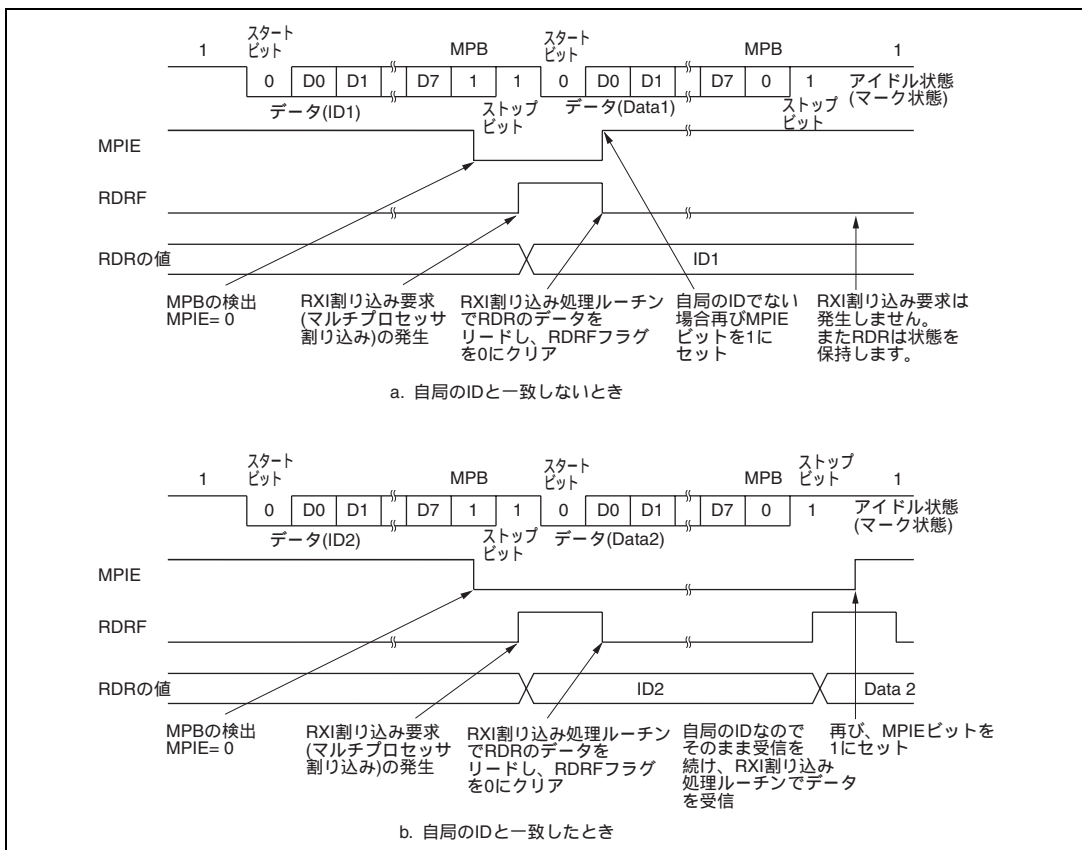 スタート
ビット
スタート
ビット
1
MPB
MPB
1
0
D0
D1
D7
1
1
0
D0
D1
D7
0
1
アイドル状態
(マーク状態)
データ(ID1)
ストップ
ビット
データ(Data1)
ストップ
ビット
MPIE
RDRF
RDRの値
ID1
MPBの検出
MPIE= 0
RXI割り込み要求
(マルチプロセッサ
割り込み)の発生
RXI割り込み処理ルーチン
でRDRのデータを
リードし、RDRFフラグ
を0にクリア
自局のIDでない
場合再びMPIE
ビットを1に
セット
RXI割り込み要求は
発生しません。
またRDRは状態を
保持します。
a. 自局のIDと一致しないとき
スタート
ビット
スタート
ビット
ストップ
ビット
1
MPB
MPB
1
0
D0
D1
D7
1
1
0
D0
D1
D7
0
1
アイドル状態
(マーク状態)
データ(ID2)
ストップ
ビット
データ(Data2)
MPIE
RDRF
RDRの値
ID2
Data 2
MPBの検出
MPIE= 0
RXI割り込み要求
(マルチプロセッサ
割り込み)の発生
RXI割り込み処理ルーチン
でRDRのデータを
リードし、RDRFフラグ
を0にクリア
自局のIDなので
そのまま受信を
続け、RXI割り込み
処理ルーチンでデータ
を受信
再び、MPIEビットを
1にセット
b. 自局のIDと一致したとき